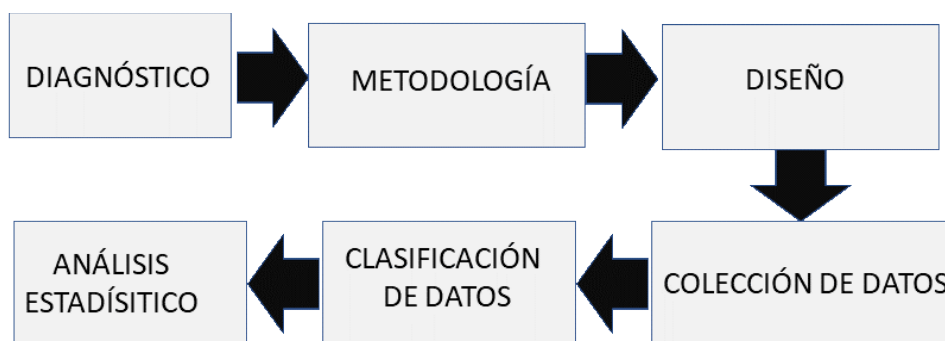 DIAGNÓSTICO
METODOLOGÍA
DISEÑO
COLECCIÓN DE DATOS
CLASIFICACIÓN
DE DATOS
ANÁLISIS
ESTADÍSITICO